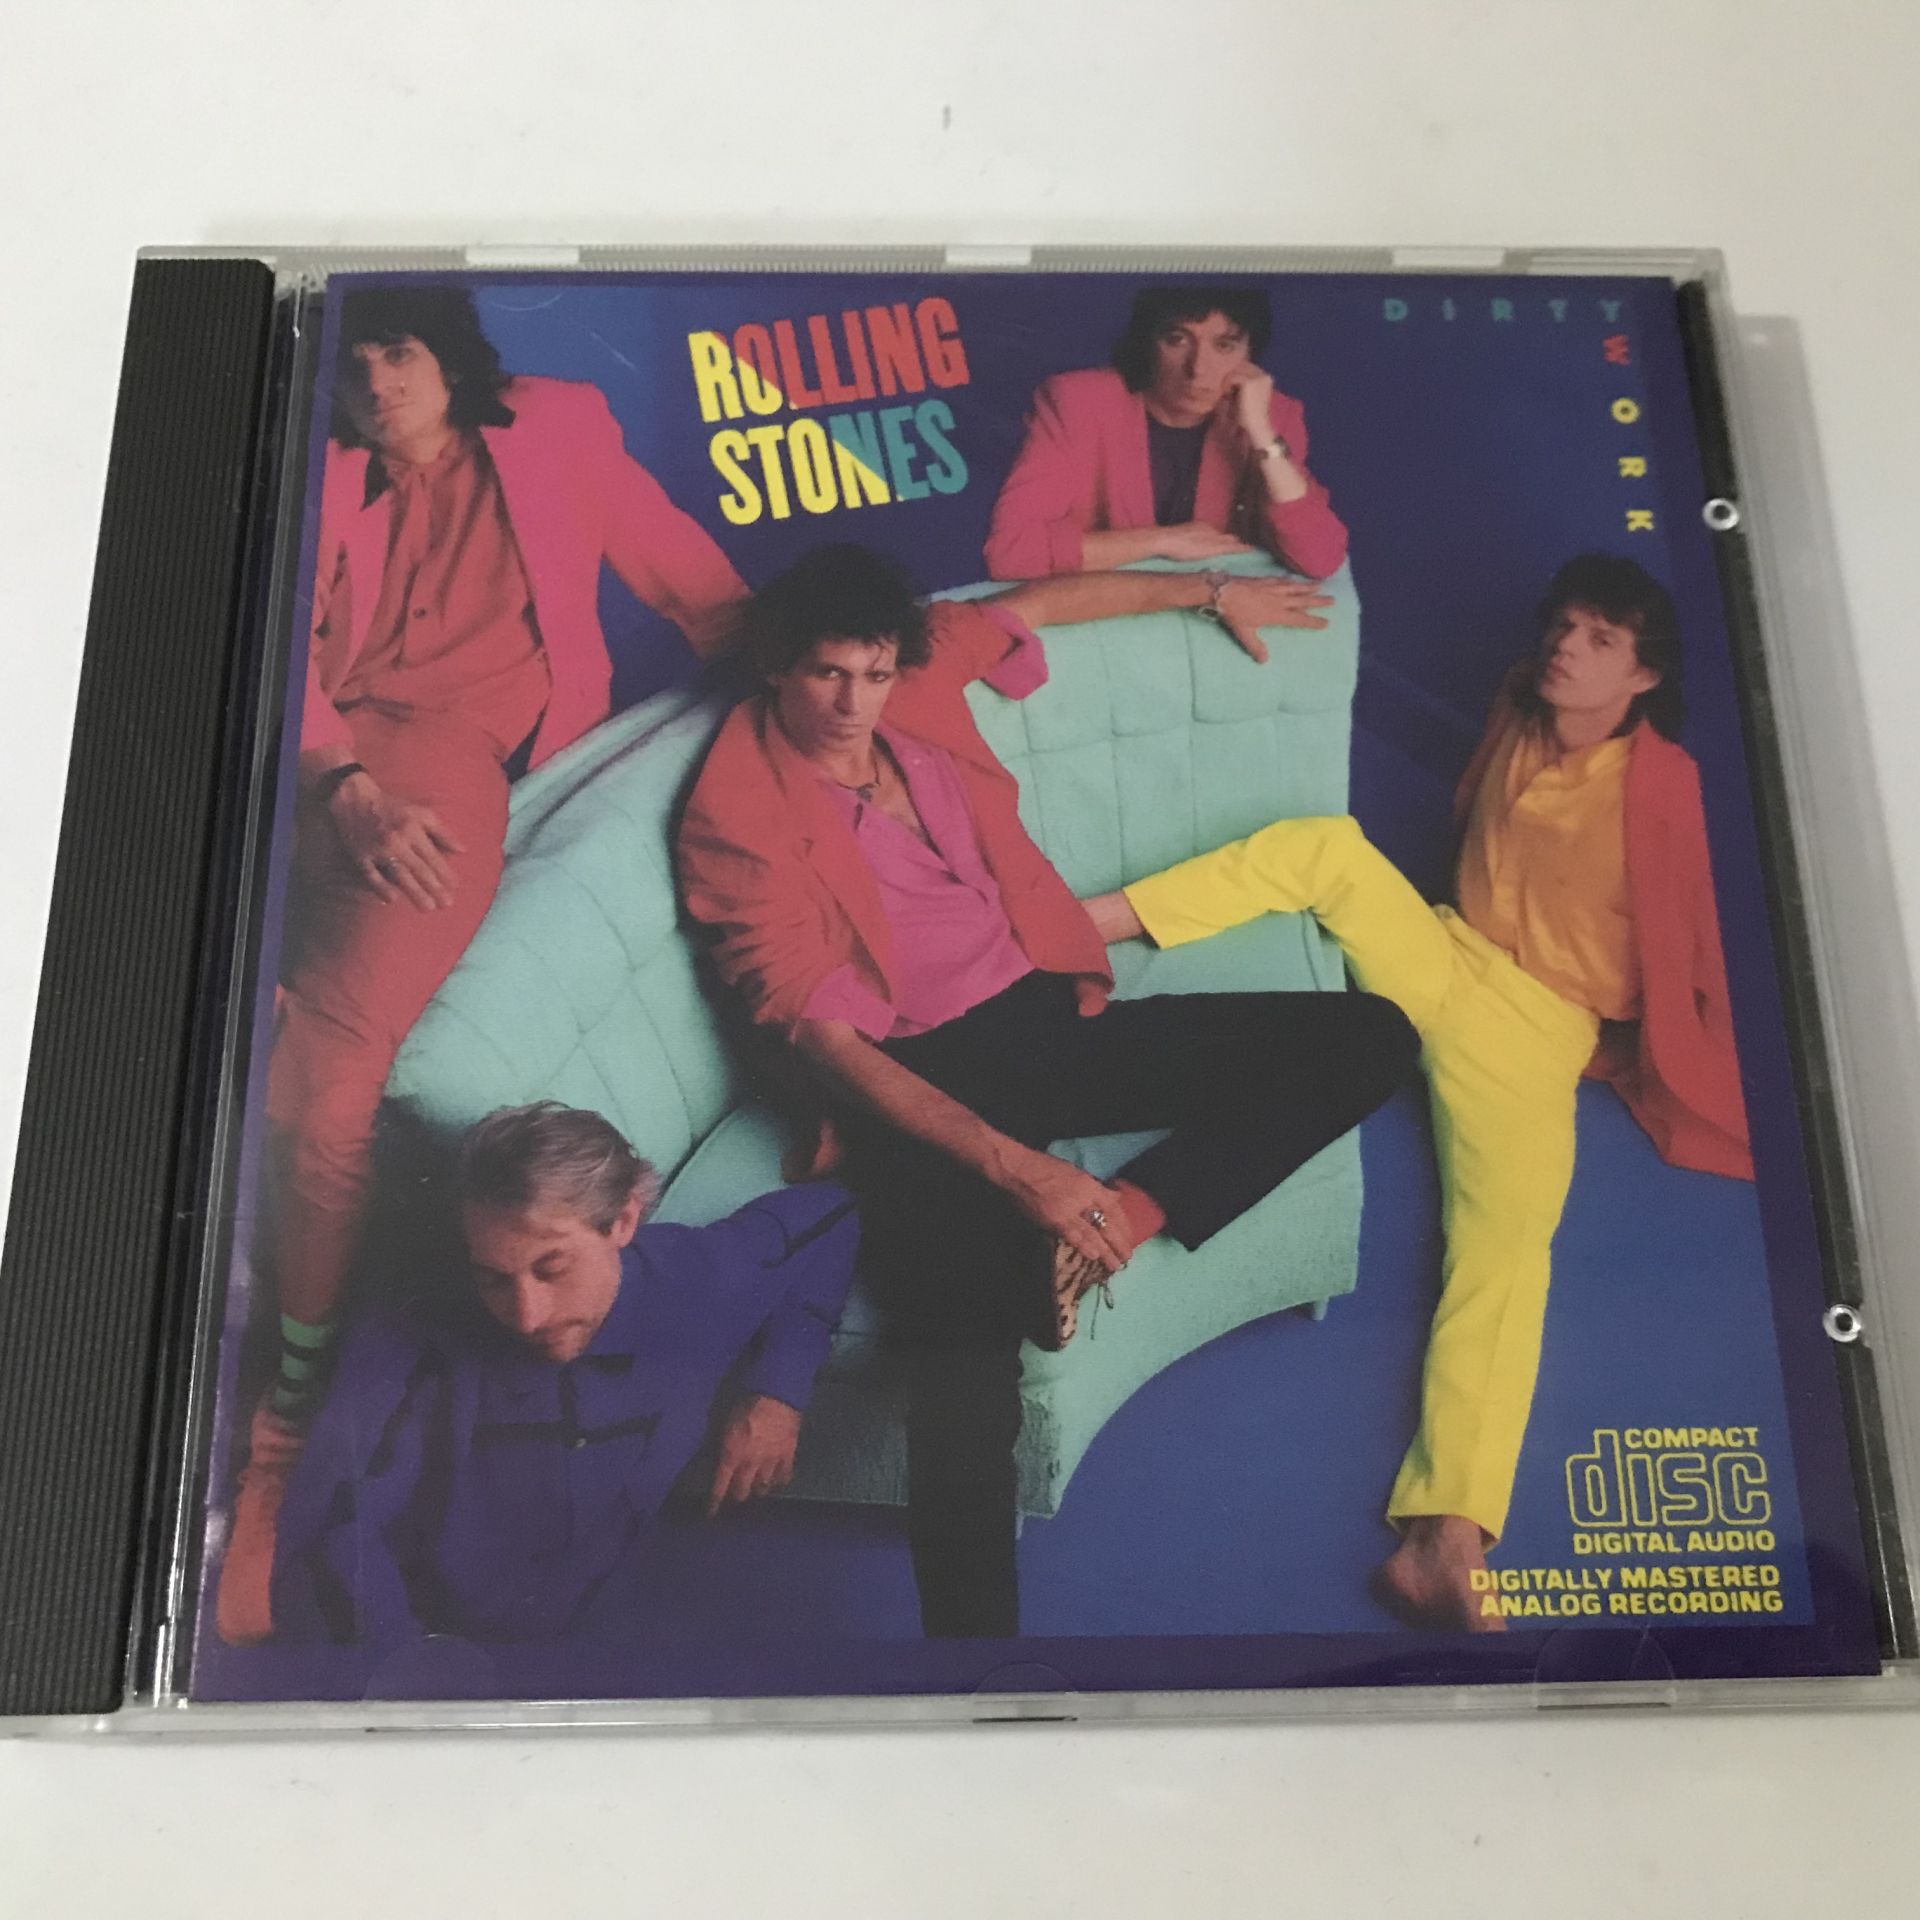 ROLLING
STONES
DIRTY
WORK
COMPACT
disc
DIGITAL AUDIO
DIGITALLY MASTERED
ANALOG RECORDING